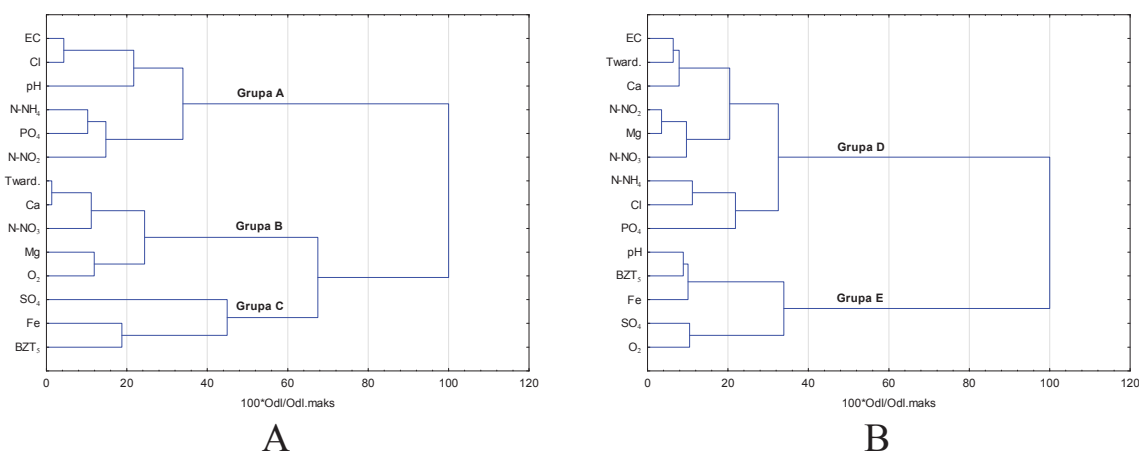 EC
Cl
pH
N-NH₄
PO₄
N-NO₂
Tward.
Ca
N-NO₃
Mg
O₂
SO₄
Fe
BZT₅
Grupa A
Grupa B
Grupa C
0 20 40 60 80 100 120
100*Odl/Odl.maks
A
EC
Tward.
Ca
N-NO₂
Mg
N-NO₃
N-NH₄
Cl
PO₄
pH
BZT₅
Fe
SO₄
O₂
Grupa D
Grupa E
0 20 40 60 80 100 120
100*Odl/Odl.maks
B